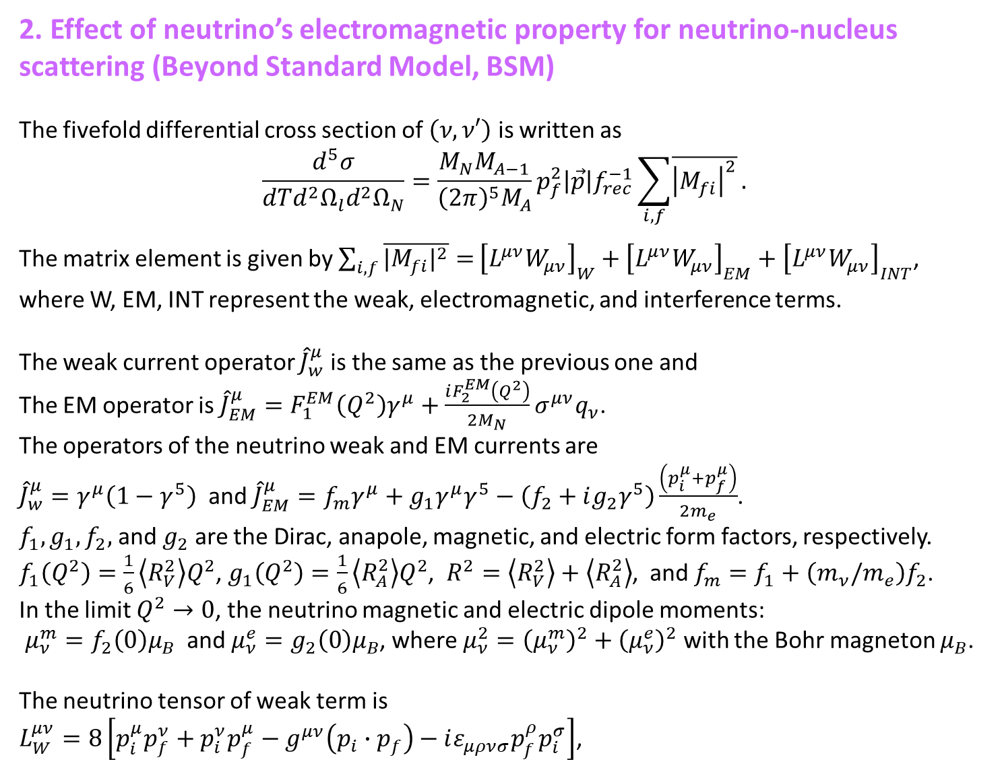 2. Effect of neutrino's electromagnetic property for neutrino-nucleus
scattering (Beyond Standard Model, BSM)
The fivefold differential cross section of (ν, ν′) is written as
$\frac{d^5\sigma}{dTd^2\Omega_l d^2\Omega_N} = \frac{M_N M_{A-1}}{(2\pi)^5 M_A} p_f^2 |\vec{p}| f_{rec}^{-1} \sum_{i,f} \overline{|M_{fi}|^2}.$
The matrix element is given by $\sum_{i,f} \overline{|M_{fi}|^2} = [L^{\mu\nu}W_{\mu\nu}]_W + [L^{\mu\nu}W_{\mu\nu}]_{EM} + [L^{\mu\nu}W_{\mu\nu}]_{INT}$,
where W, EM, INT represent the weak, electromagnetic, and interference terms.
The weak current operator $\hat{J}_w^\mu$ is the same as the previous one and
The EM operator is $\hat{J}_{EM}^\mu = F_1^{EM}(Q^2)\gamma^\mu + \frac{iF_2^{EM}(Q^2)}{2M_N}\sigma^{\mu\nu}q_\nu$.
The operators of the neutrino weak and EM currents are
$\hat{J}_w^\mu = \gamma^\mu(1 - \gamma^5)$ and $\hat{J}_{EM}^\mu = f_m\gamma^\mu + g_1\gamma^\mu\gamma^5 - (f_2 + ig_2\gamma^5)\frac{(p_i^\mu + p_f^\mu)}{2m_e}$.
$f_1, g_1, f_2$, and $g_2$ are the Dirac, anapole, magnetic, and electric form factors, respectively.
$f_1(Q^2) = \frac{1}{6}\langle R_V^2\rangle Q^2, g_1(Q^2) = \frac{1}{6}\langle R_A^2\rangle Q^2, R^2 = \langle R_V^2\rangle + \langle R_A^2\rangle$, and $f_m = f_1 + (m_\nu/m_e)f_2$.
In the limit $Q^2 \to 0$, the neutrino magnetic and electric dipole moments:
$\mu_\nu^m = f_2(0)\mu_B$ and $\mu_\nu^e = g_2(0)\mu_B$, where $\mu_\nu^2 = (\mu_\nu^m)^2 + (\mu_\nu^e)^2$ with the Bohr magneton $\mu_B$.
The neutrino tensor of weak term is
$L_W^{\mu\nu} = 8\left[p_i^\mu p_f^\nu + p_i^\nu p_f^\mu - g^{\mu\nu}(p_i \cdot p_f) - i\varepsilon_{\mu\rho\nu\sigma}p_f^\rho p_i^\sigma\right]$,